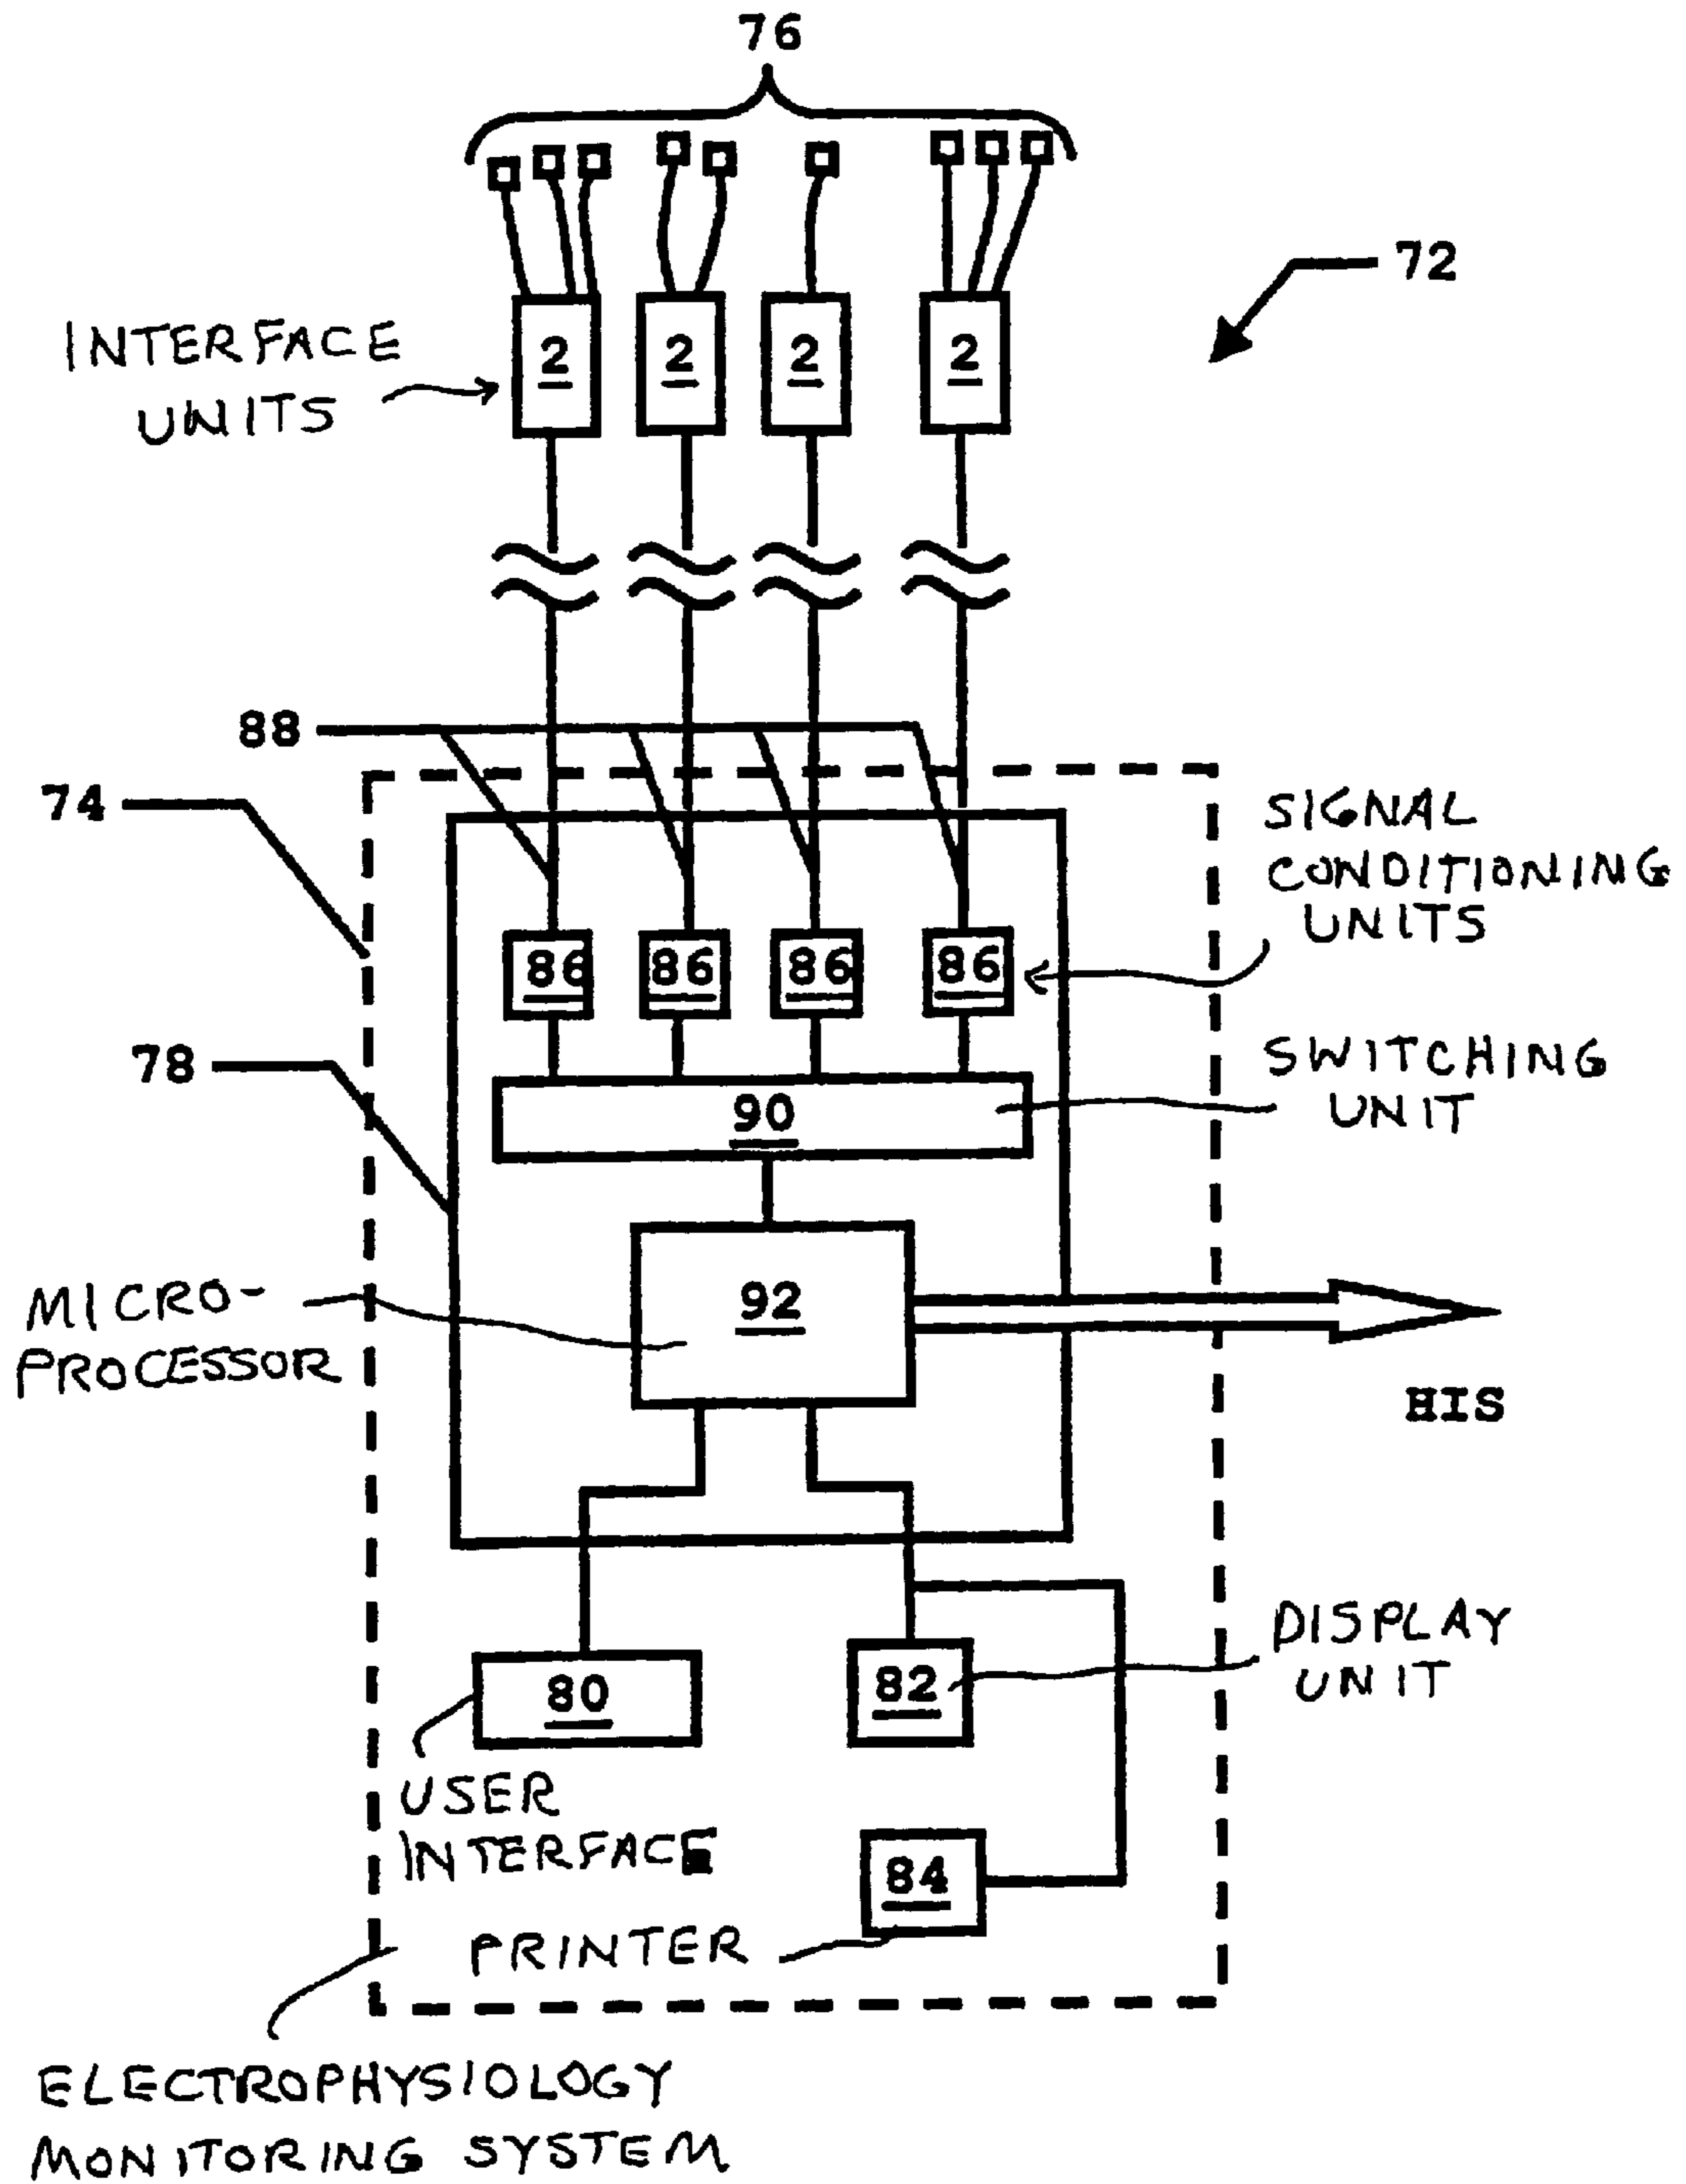 76
72
INTERFACE
UNITS
2 2 2 2
88
74
SIGNAL
CONDITIONING
UNITS
86 86 86 86
78
SWITCHING
UNIT
90
MICRO-
PROCESSOR
92
HIS
DISPLAY
UNIT
80
82
USER
INTERFACE
84
PRINTER
ELECTROPHYSIOLOGY
MONITORING SYSTEM